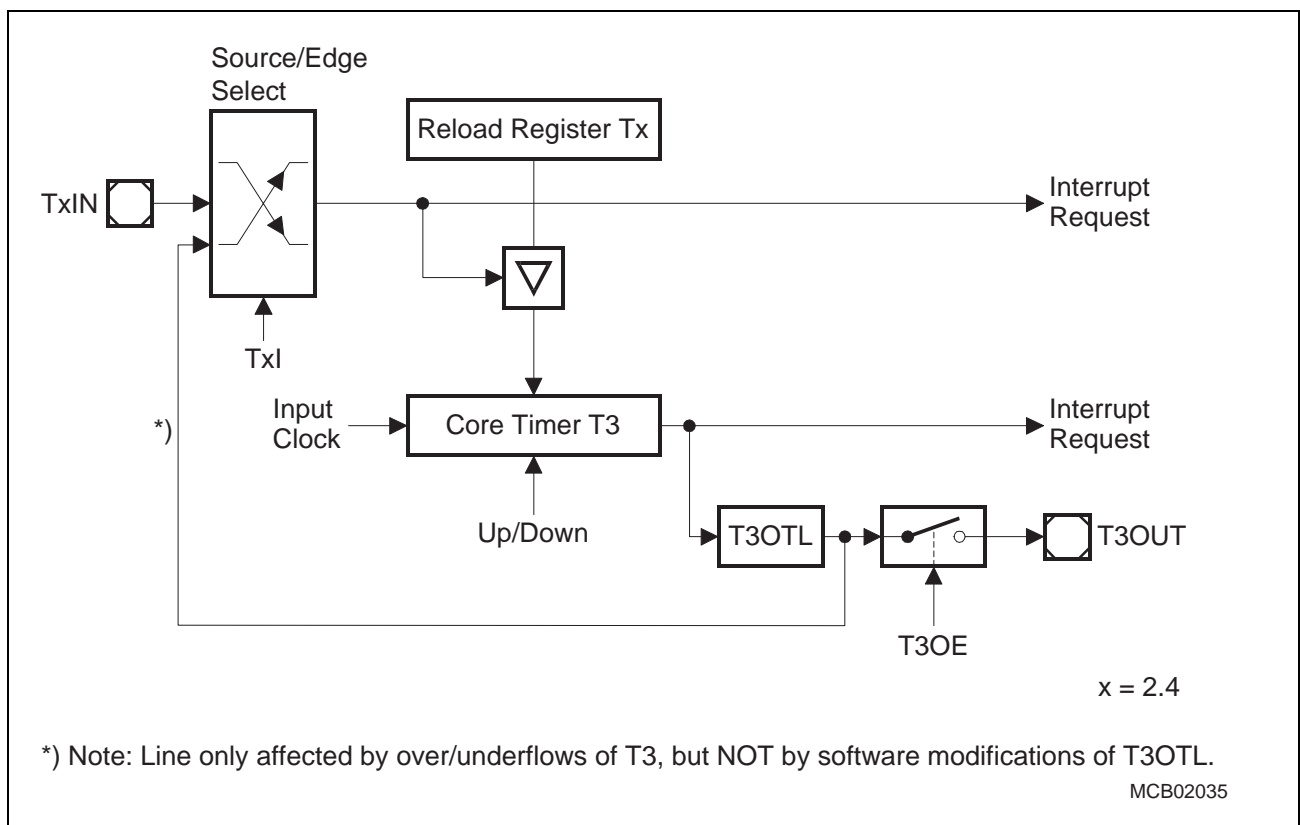 Source/Edge
Select
Reload Register Tx
TxIN
Interrupt
Request
TxI
Input
Clock
Core Timer T3
Interrupt
Request
*)
Up/Down
T3OTL
T3OUT
T3OE
x = 2.4
*) Note: Line only affected by over/underflows of T3, but NOT by software modifications of T3OTL.
MCB02035